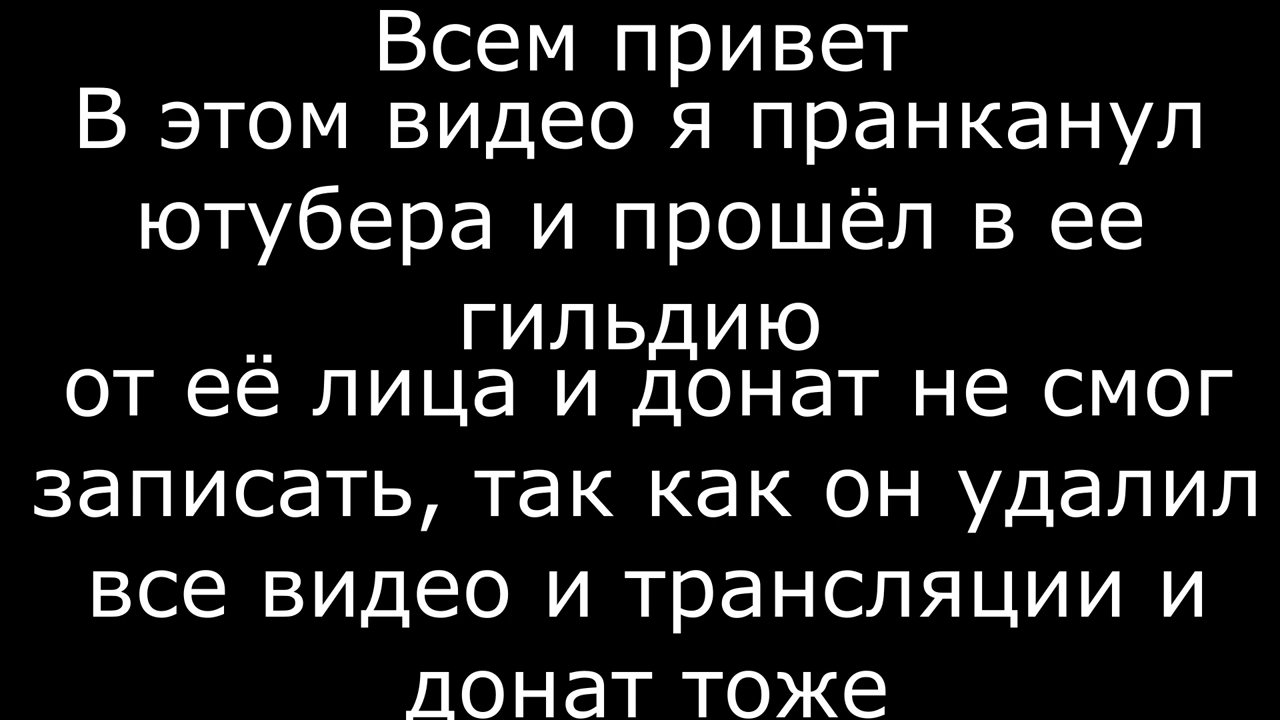 Всем привет
В этом видео я пранканул
ютубера и прошёл в ее
гильдию
от её лица и донат не смог
записать, так как он удалил
все видео и трансляции и
донат тоже